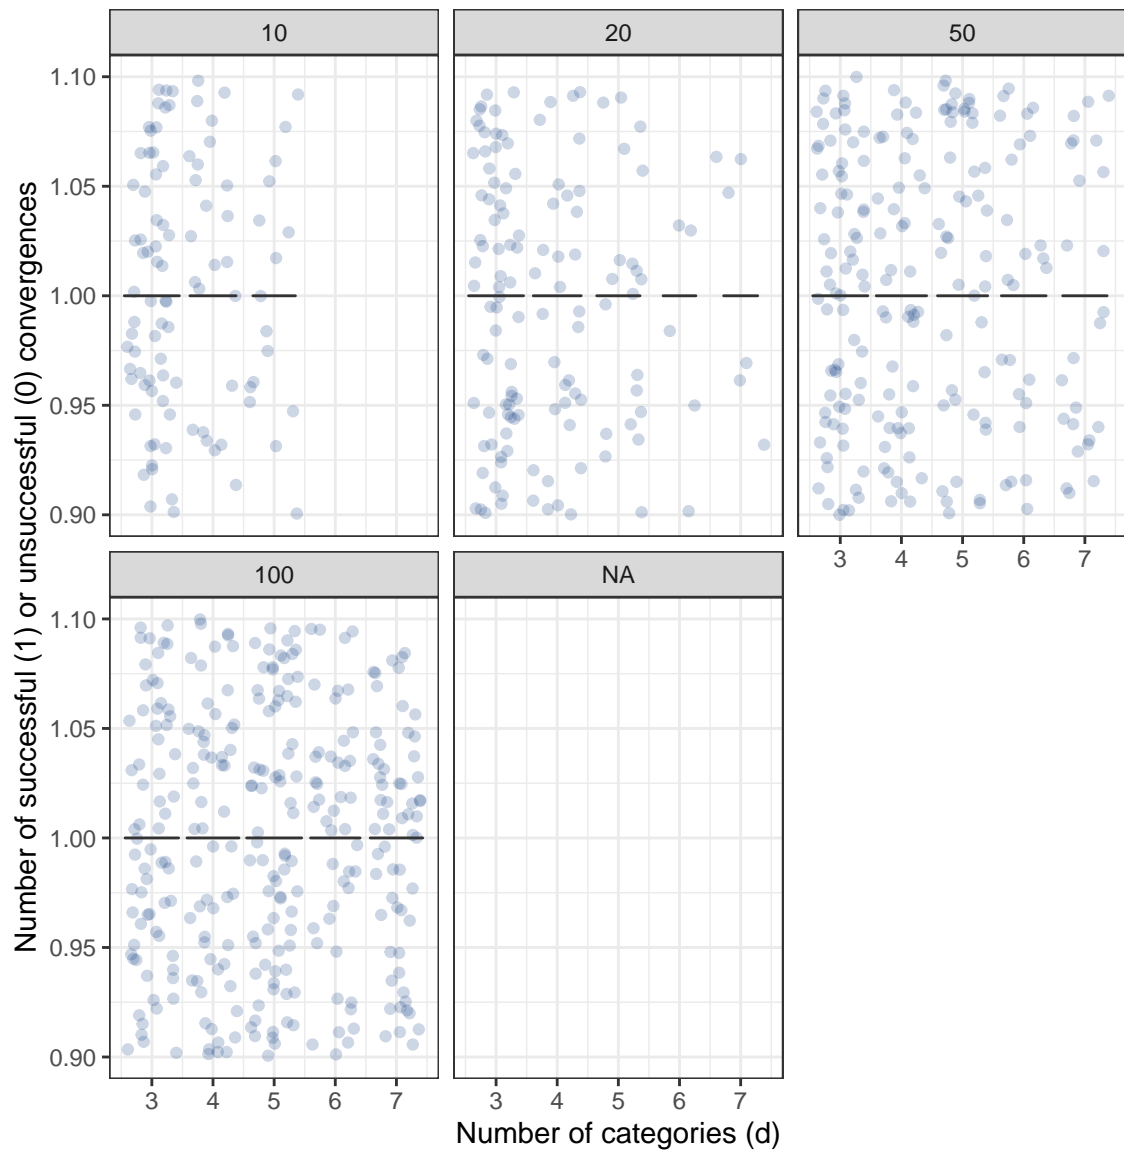 10
20
50
1.10
1.05
1.00
0.95
0.90
3 4 5 6 7
100
NA
1.10
1.05
1.00
0.95
0.90
3 4 5 6 7
3 4 5 6 7
Number of categories (d)
Number of successful (1) or unsuccessful (0) convergences